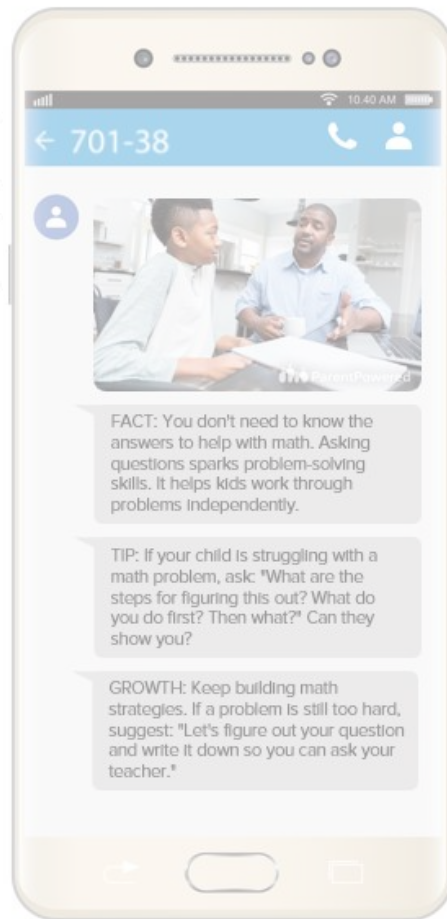 10.40 AM
701-38
ParentPowered
FACT: You don't need to know the
answers to help with math. Asking
questions sparks problem-solving
skills. It helps kids work through
problems independently.
TIP: If your child is struggling with a
math problem, ask: "What are the
steps for figuring this out? What do
you do first? Then what?" Can they
show you?
GROWTH: Keep building math
strategies. If a problem is still too hard,
suggest: "Let's figure out your question
and write it down so you can ask your
teacher."